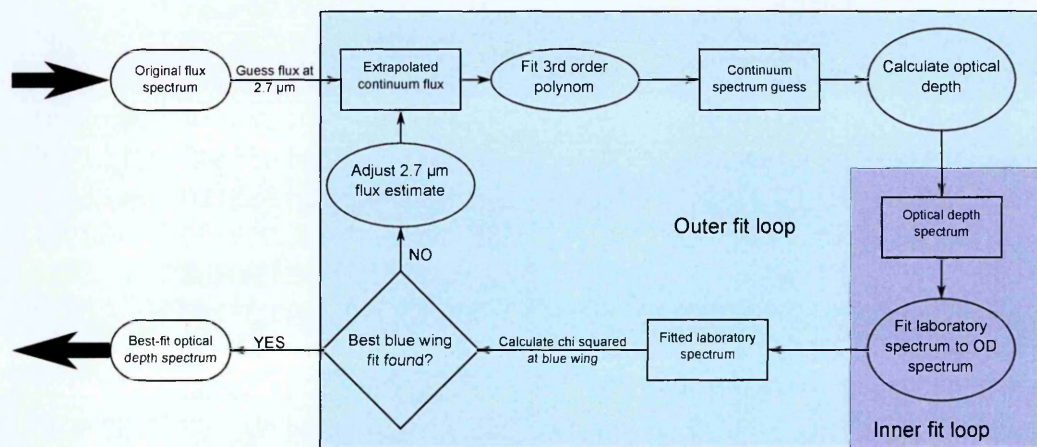 Original flux
spectrum
Guess flux at
2.7 µm
Extrapolated
continuum flux
Fit 3rd order
polynom
Continuum
spectrum guess
Calculate optical
depth
Adjust 2.7 µm
flux estimate
Outer fit loop
Optical depth
spectrum
NO
Best-fit optical
depth spectrum
YES
Best blue wing
fit found?
Calculate chi squared
at blue wing
Fitted laboratory
spectrum
Fit laboratory
spectrum to OD
spectrum
Inner fit loop